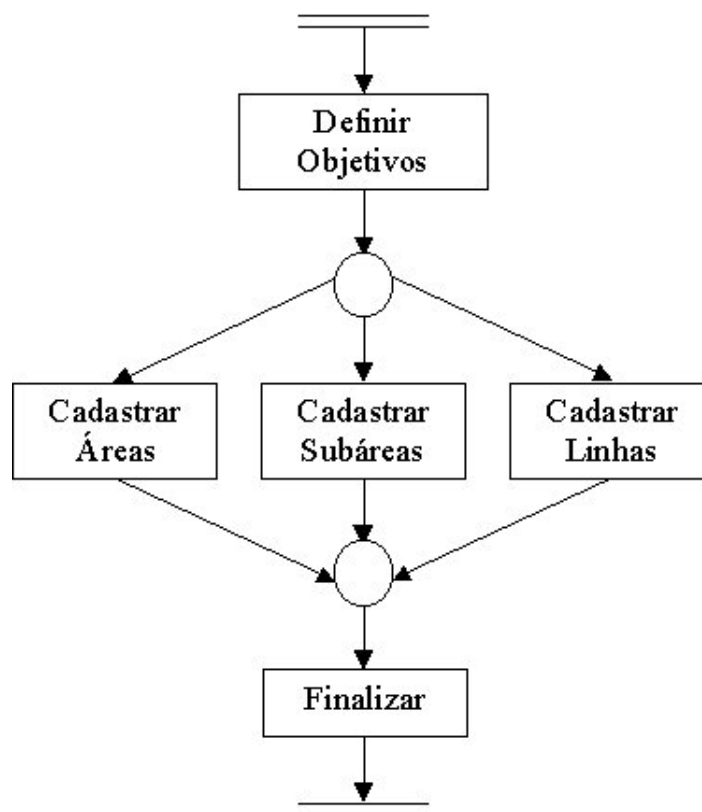 Definir
Objetivos
Cadastrar
Áreas
Cadastrar
Subáreas
Cadastrar
Linhas
Finalizar